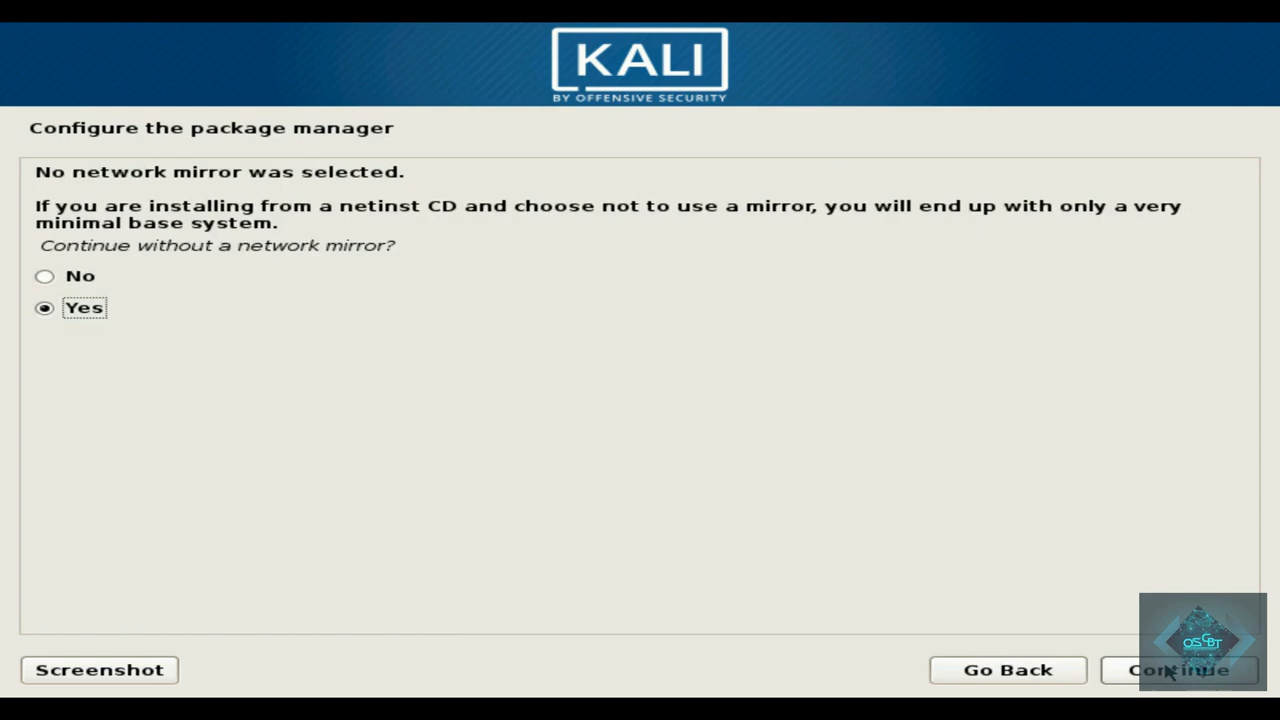 KALI
BY OFFENSIVE SECURITY
Configure the package manager
No network mirror was selected.
If you are installing from a netinst CD and choose not to use a mirror, you will end up with only a very
minimal base system.
Continue without a network mirror?
No
Yes
OSCBT
Screenshot
Go Back
Continue